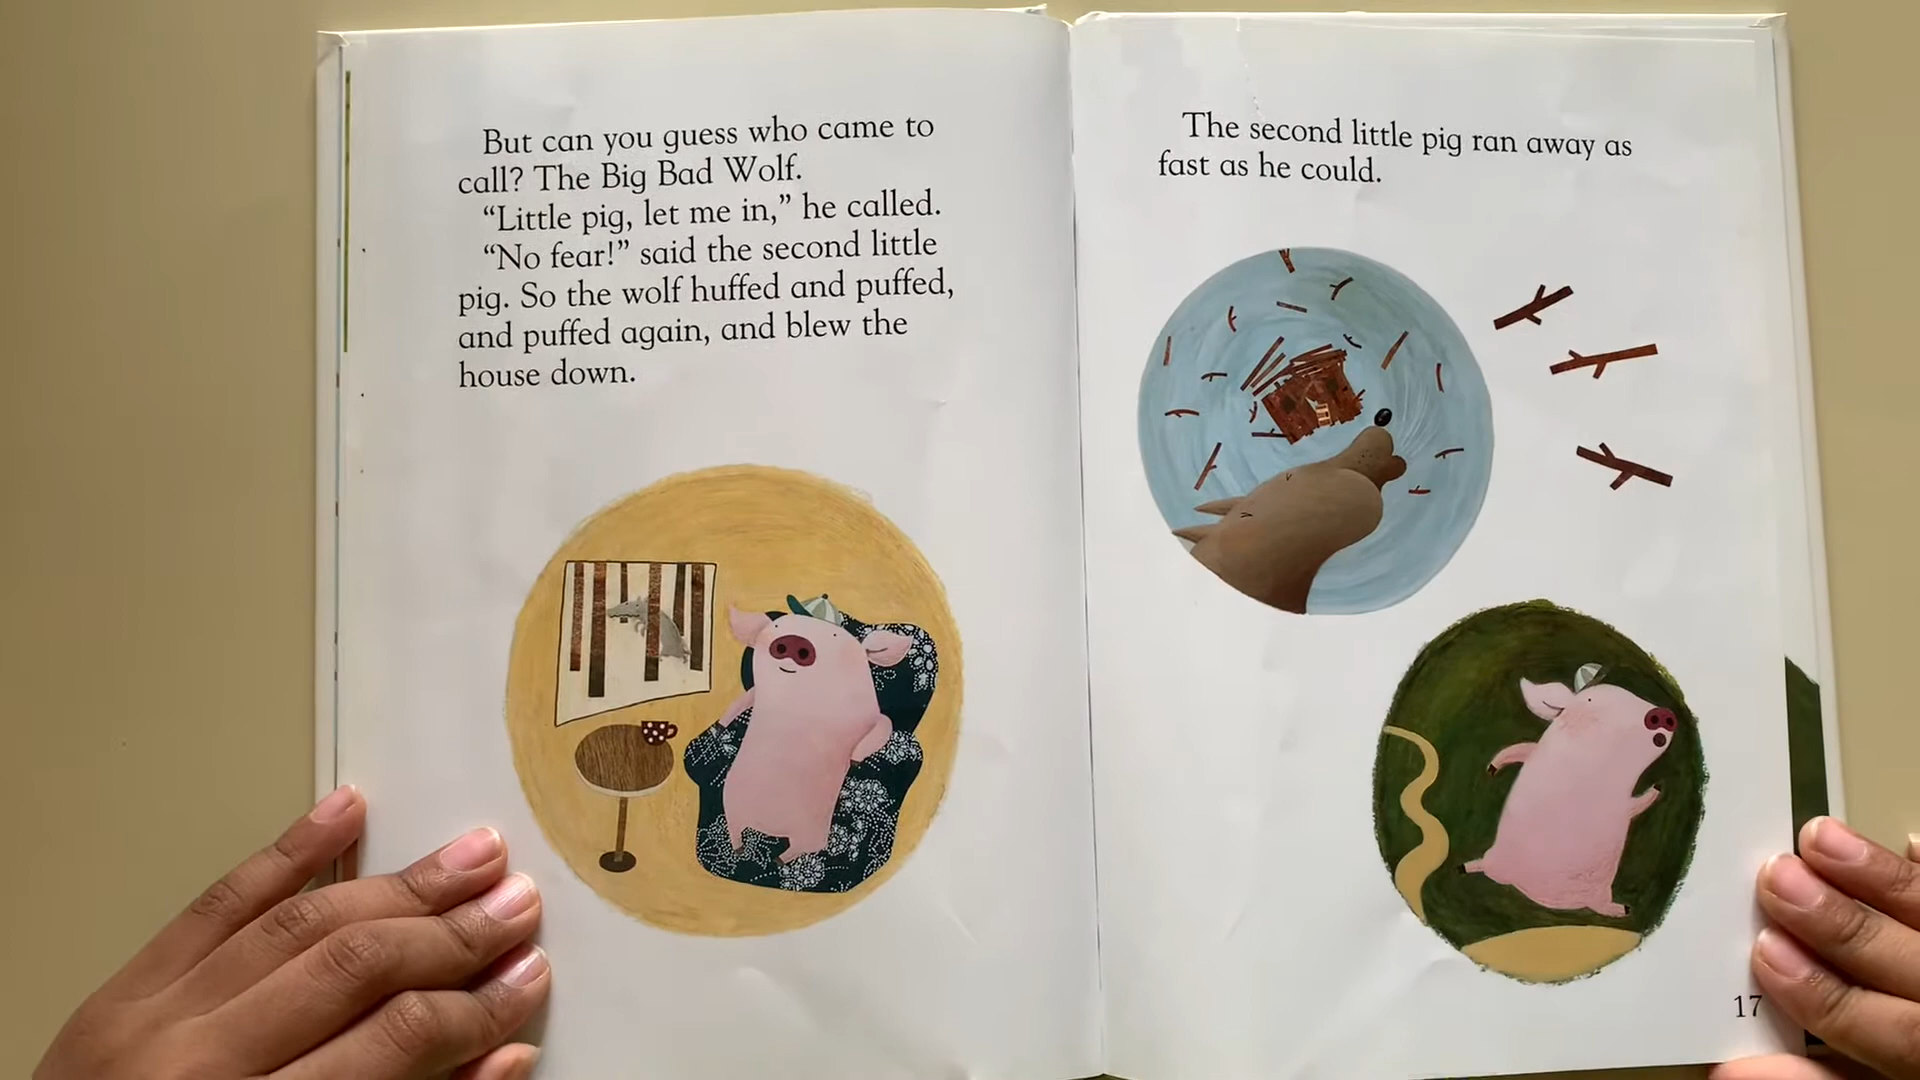 But can you guess who came to
call? The Big Bad Wolf.
“Little pig, let me in,” he called.
“No fear!” said the second little
pig. So the wolf huffed and puffed,
and puffed again, and blew the
house down.
The second little pig ran away as
fast as he could.
17